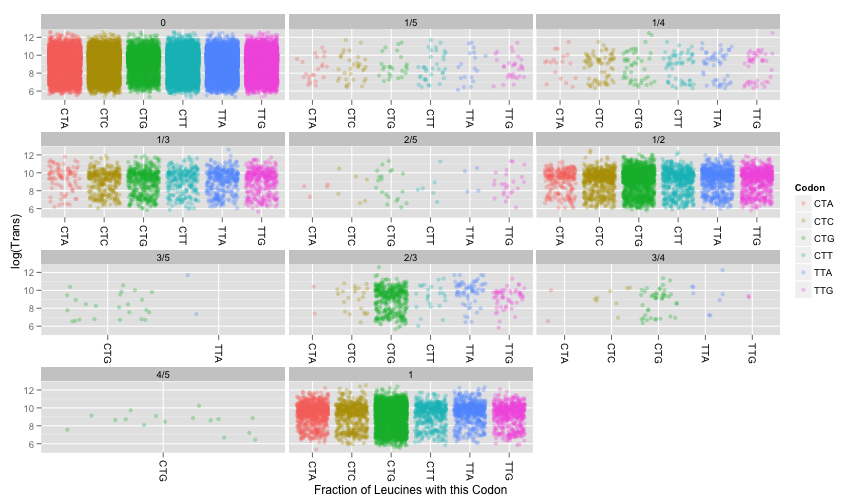 0 1/5 1/4
12
10
8
6
CTA CTC CTG CTT TTA TTG CTA CTC CTG CTT TTA TTG CTA CTC CTG CTT TTA TTG
1/3 2/5 1/2
12
10
8
6
CTA CTC CTG CTT TTA TTG CTA CTC CTG CTT TTA TTG CTA CTC CTG CTT TTA TTG
3/5 2/3 3/4
12
10
8
6
CTG TTA CTA CTC CTG CTT TTA TTG CTA CTC CTG TTA TTG
4/5 1
12
10
8
6
CTG CTA CTC CTG CTT TTA TTG
Fraction of Leucines with this Codon
log(Trans)
Codon
CTA
CTC
CTG
CTT
TTA
TTG